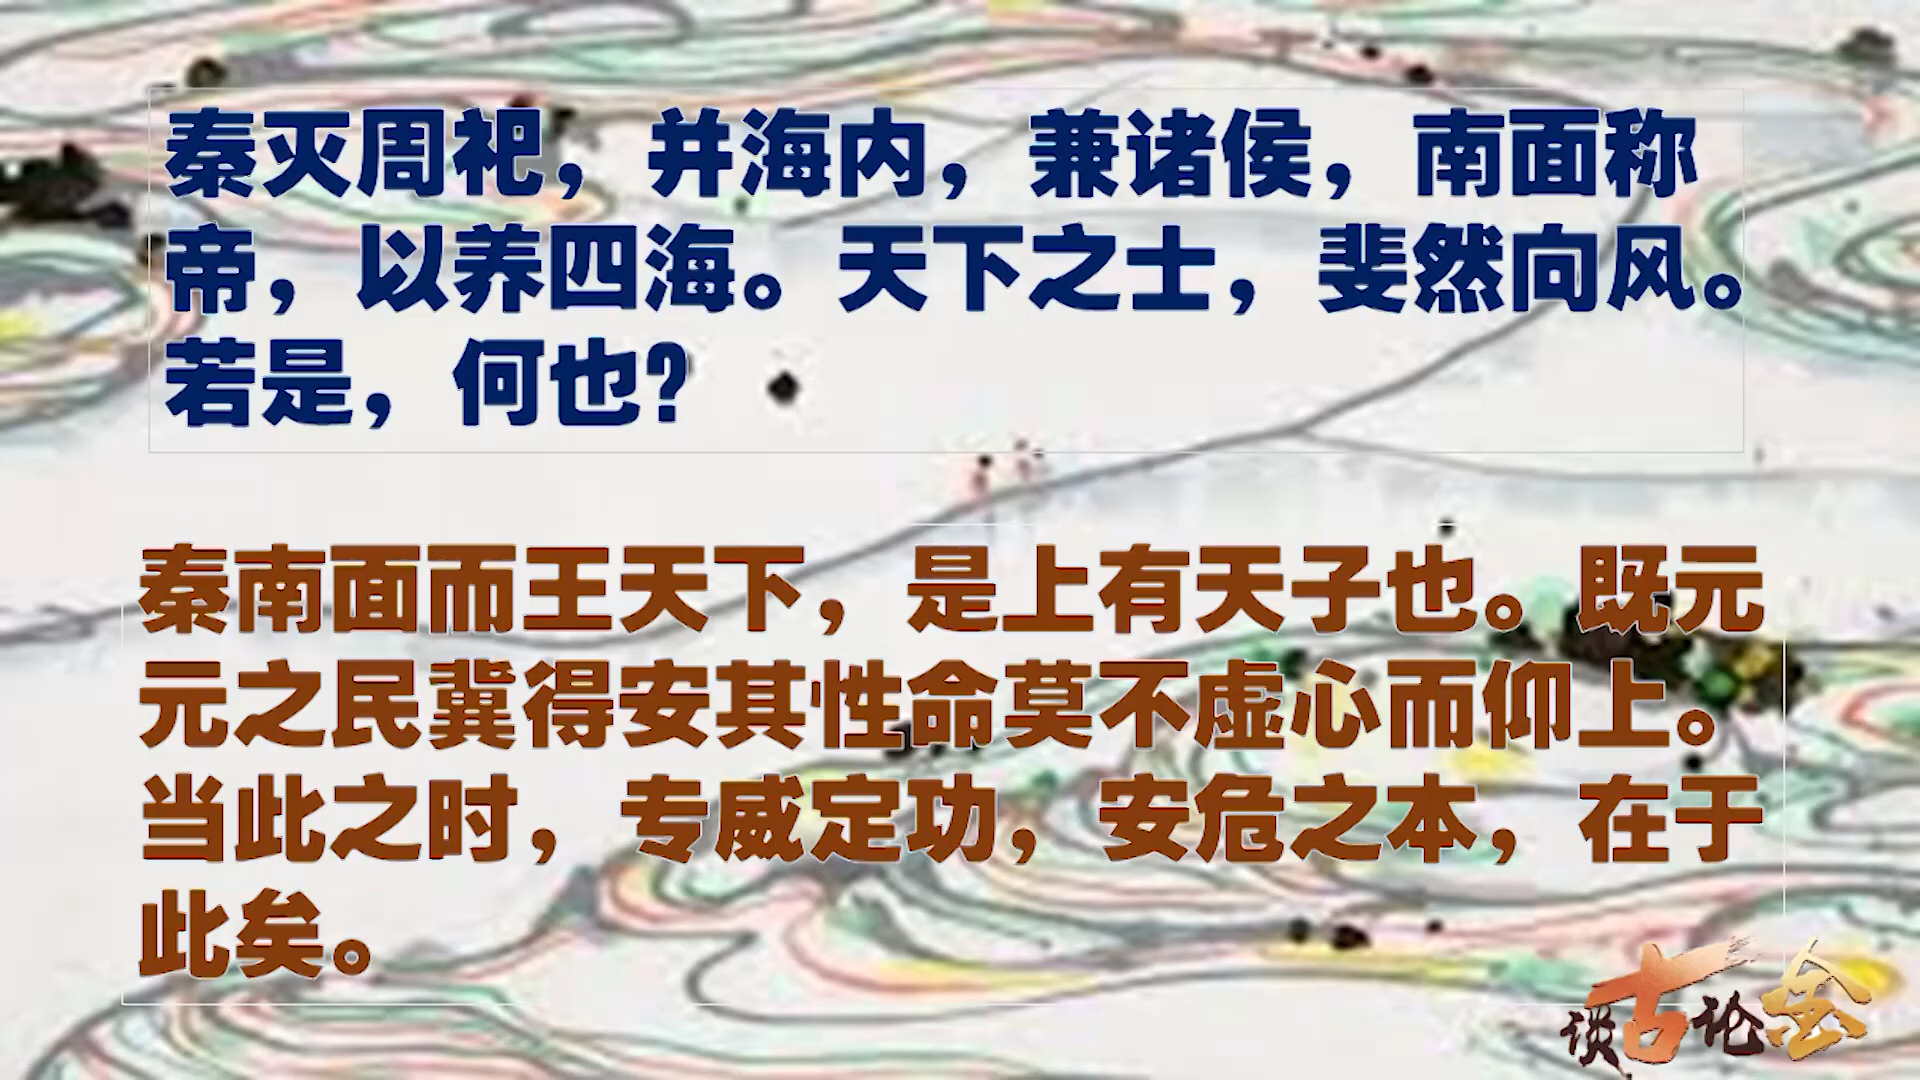 秦灭周祀，并海内，兼诸侯，南面称
帝，以养四海。天下之士，斐然向风。
若是，何也？
秦南面而王天下，是上有天子也。既元
元之民冀得安其性命莫不虚心而仰上。
当此之时，专威定功，安危之本，在于
此矣。
谈古论金